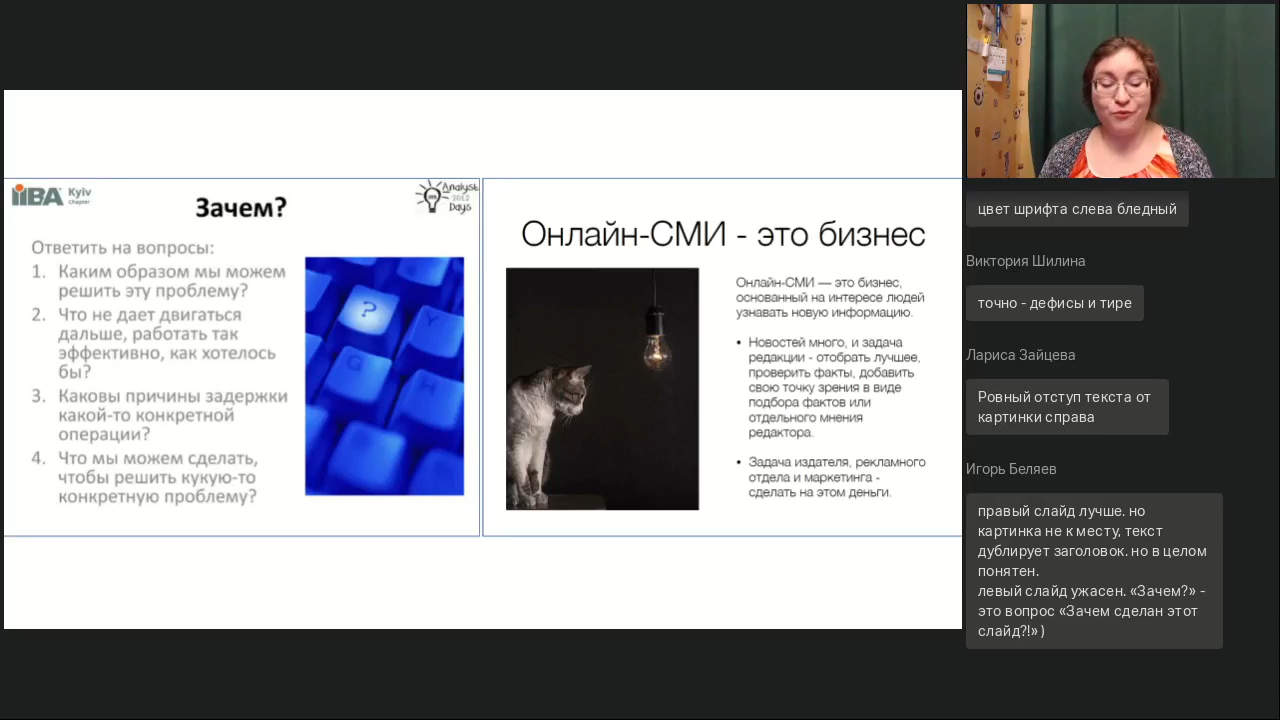 IIBA Kyiv
Chapter
Зачем?
Analyst
2012
Days
Ответить на вопросы:
1. Каким образом мы можем
решить эту проблему?
2. Что не дает двигаться
дальше, работать так
эффективно, как хотелось
бы?
3. Каковы причины задержки
какой-то конкретной
операции?
4. Что мы можем сделать,
чтобы решить кукую-то
конкретную проблему?
?
Y
G
H
Онлайн-СМИ - это бизнес
Онлайн-СМИ — это бизнес,
основанный на интересе людей
узнавать новую информацию.
• Новостей много, и задача
редакции - отобрать лучшее,
проверить факты, добавить
свою точку зрения в виде
подбора фактов или
отдельного мнения
редактора.
• Задача издателя, рекламного
отдела и маркетинга -
сделать на этом деньги.
цвет шрифта слева бледный
Виктория Шилина
точно - дефисы и тире
Лариса Зайцева
Ровный отступ текста от
картинки справа
Игорь Беляев
правый слайд лучше. но
картинка не к месту, текст
дублирует заголовок. но в целом
понятен.
левый слайд ужасен. «Зачем?» -
это вопрос «Зачем сделан этот
слайд?!»)